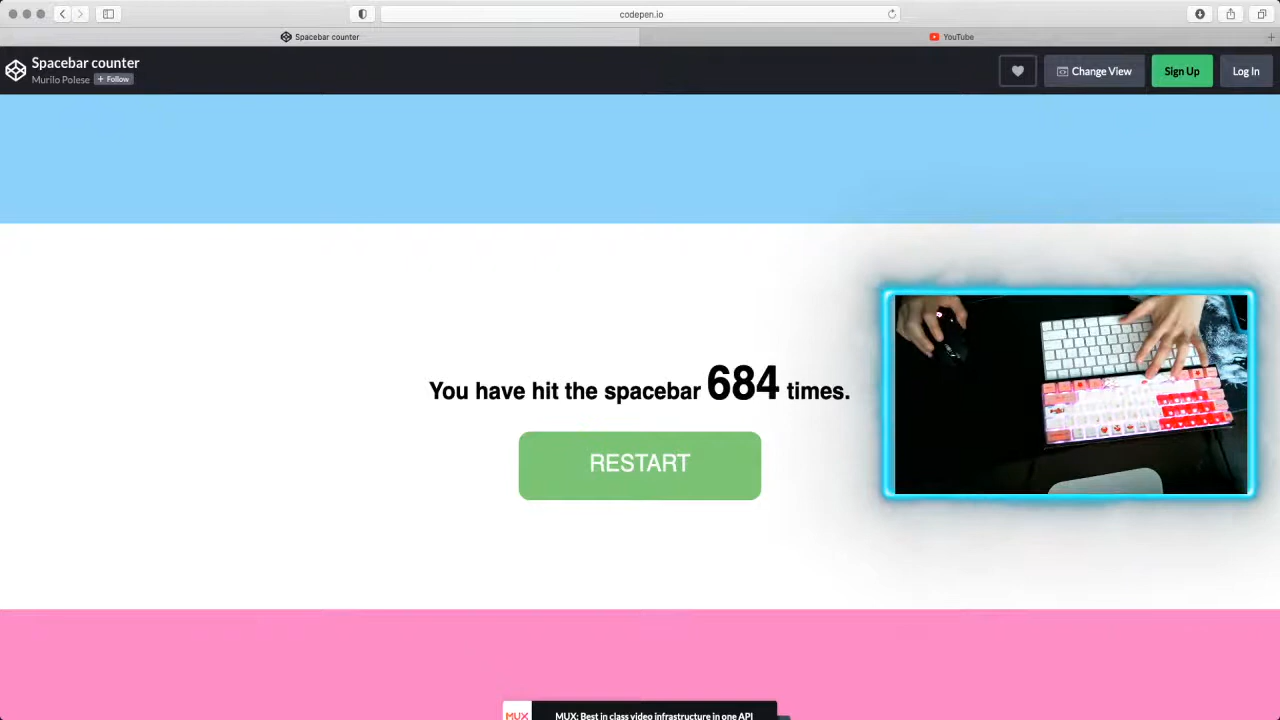 codepen.io
Spacebar counter
YouTube
Spacebar counter
Murilo Polese
+ Follow
Change View
Sign Up
Log In
You have hit the spacebar 684 times.
RESTART
MUX
MUX: Best in class video infrastructure in one API